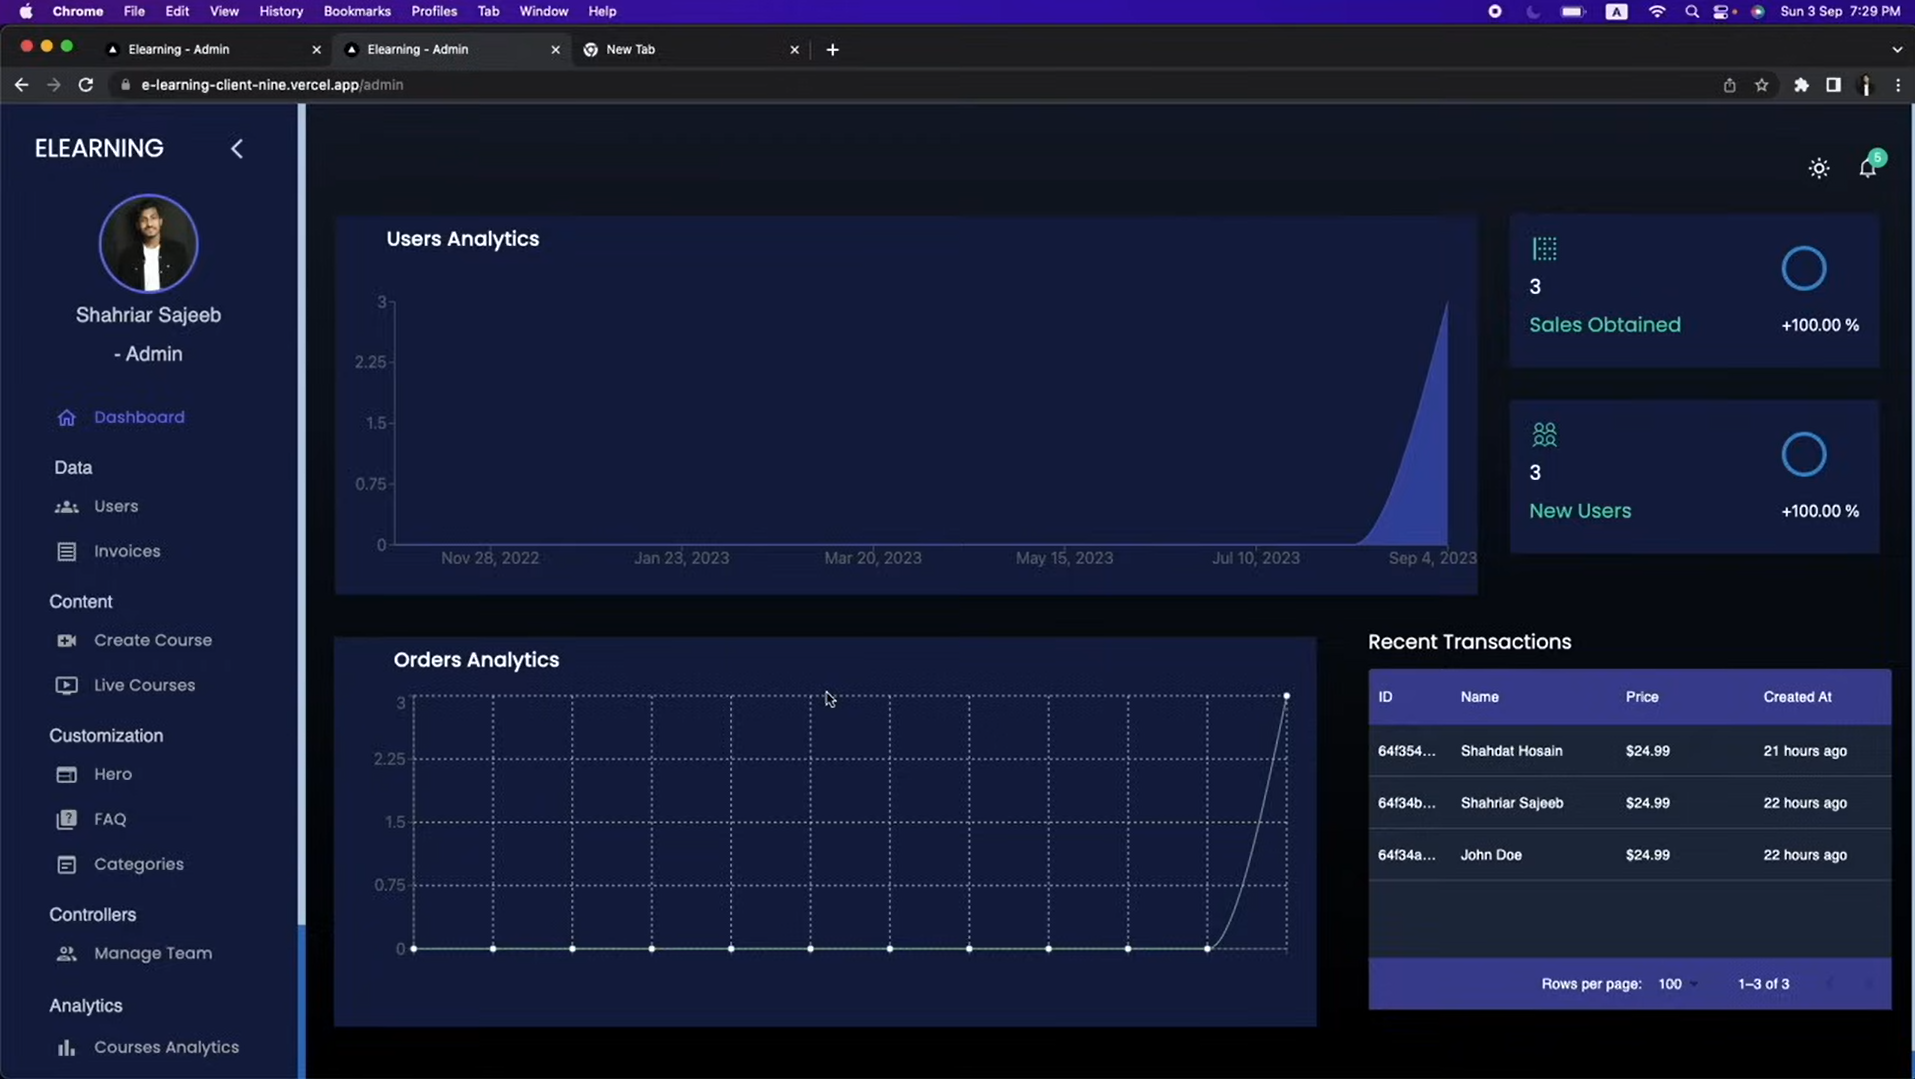 Chrome File Edit View History Bookmarks Profiles Tab Window Help A Sun 3 Sep 7:29 PM
Elearning - Admin Elearning - Admin New Tab
e-learning-client-nine.vercel.app/admin
ELEARNING
Shahriar Sajeeb
- Admin
Dashboard
Data
Users
Invoices
Content
Create Course
Live Courses
Customization
Hero
FAQ
Categories
Controllers
Manage Team
Analytics
Courses Analytics
Users Analytics
3
2.25
1.5
0.75
0
Nov 28, 2022 Jan 23, 2023 Mar 20, 2023 May 15, 2023 Jul 10, 2023 Sep 4, 2023
3
Sales Obtained +100.00 %
3
New Users +100.00 %
Orders Analytics
3
2.25
1.5
0.75
0
Recent Transactions
ID Name Price Created At
64f354... Shahdat Hosain $24.99 21 hours ago
64f34b... Shahriar Sajeeb $24.99 22 hours ago
64f34a... John Doe $24.99 22 hours ago
Rows per page: 100 1–3 of 3